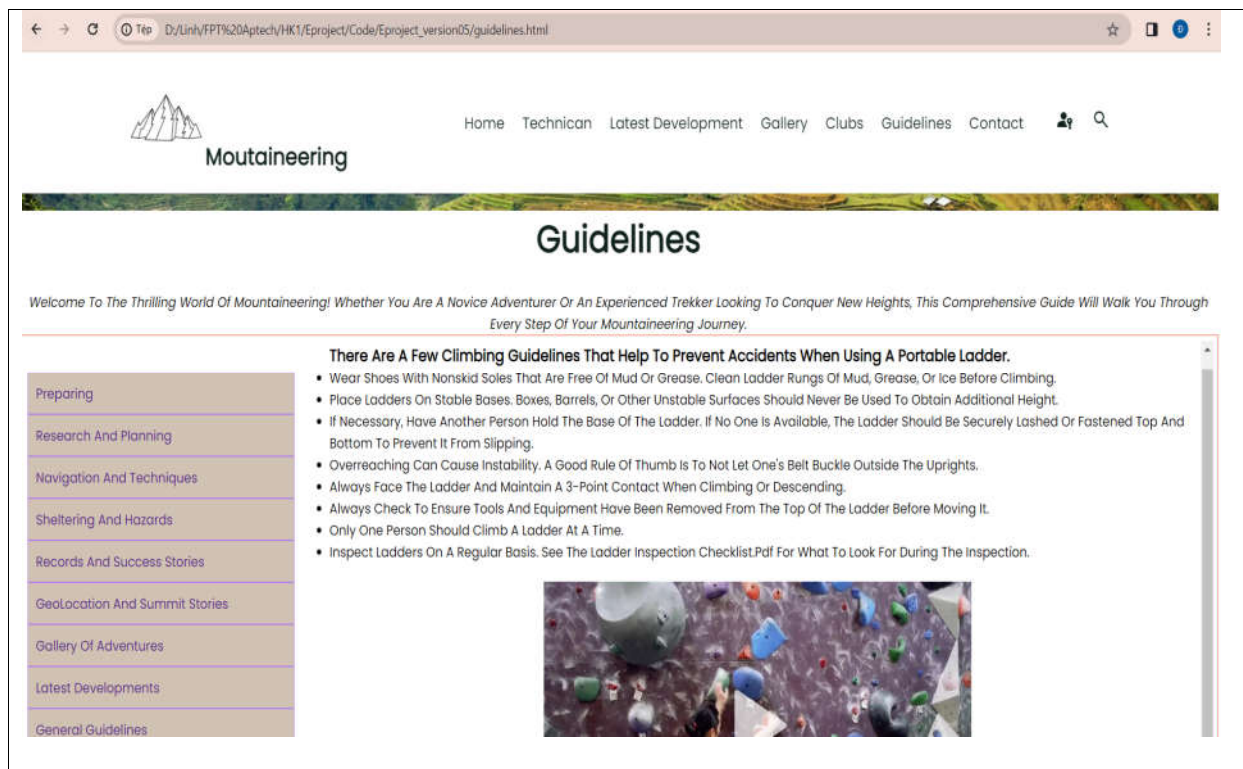 Tệp D:/Linh/FPT%20Aptech/HK1/Eproject/Code/Eproject_version05/guidelines.html
D
Home Technican Latest Development Gallery Clubs Guidelines Contact
Moutaineering
Guidelines
Welcome To The Thrilling World Of Mountaineering! Whether You Are A Novice Adventurer Or An Experienced Trekker Looking To Conquer New Heights, This Comprehensive Guide Will Walk You Through
Every Step Of Your Mountaineering Journey.
Preparing
Research And Planning
Navigation And Techniques
Sheltering And Hazards
Records And Success Stories
GeoLocation And Summit Stories
Gallery Of Adventures
Latest Developments
General Guidelines
There Are A Few Climbing Guidelines That Help To Prevent Accidents When Using A Portable Ladder.
• Wear Shoes With Nonskid Soles That Are Free Of Mud Or Grease. Clean Ladder Rungs Of Mud, Grease, Or Ice Before Climbing.
• Place Ladders On Stable Bases. Boxes, Barrels, Or Other Unstable Surfaces Should Never Be Used To Obtain Additional Height.
• If Necessary, Have Another Person Hold The Base Of The Ladder. If No One Is Available, The Ladder Should Be Securely Lashed Or Fastened Top And
Bottom To Prevent It From Slipping.
• Overreaching Can Cause Instability. A Good Rule Of Thumb Is To Not Let One's Belt Buckle Outside The Uprights.
• Always Face The Ladder And Maintain A 3-Point Contact When Climbing Or Descending.
• Always Check To Ensure Tools And Equipment Have Been Removed From The Top Of The Ladder Before Moving It.
• Only One Person Should Climb A Ladder At A Time.
• Inspect Ladders On A Regular Basis. See The Ladder Inspection Checklist.Pdf For What To Look For During The Inspection.